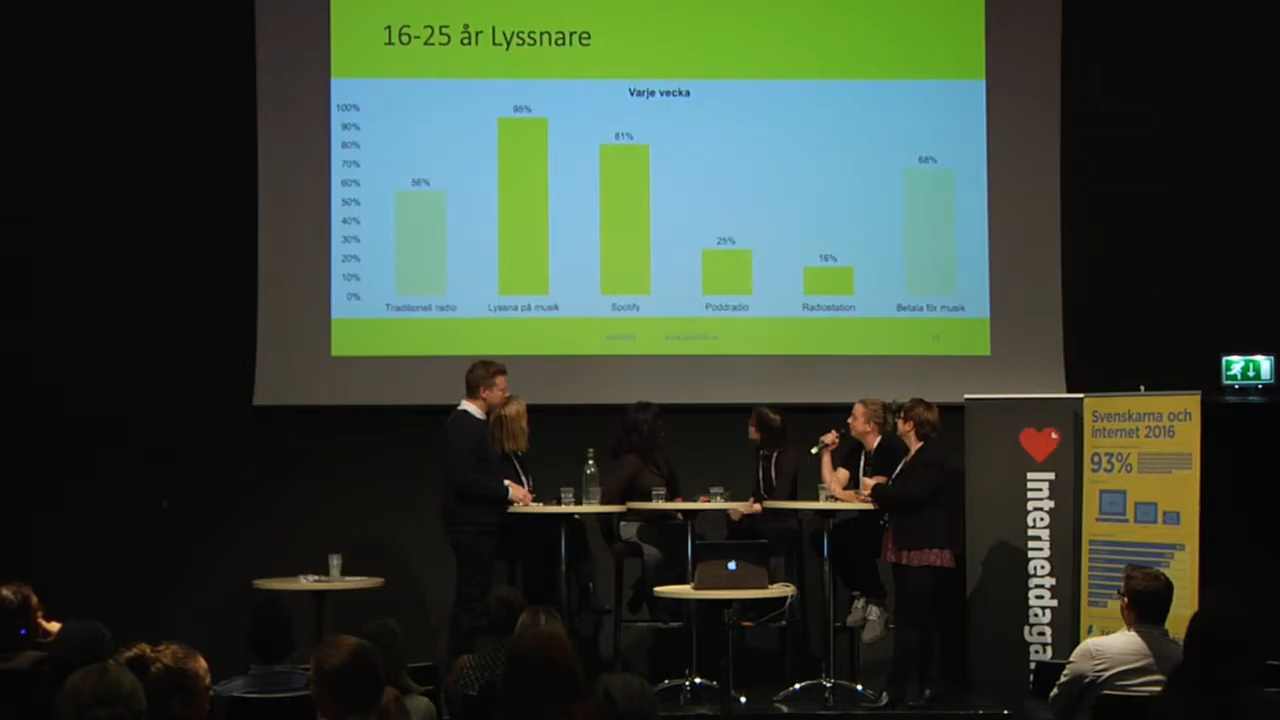 16-25 år Lyssnare
Varje vecka
100%
90%
80%
70%
60%
50%
40%
30%
20%
10%
0%
56%
95%
81%
25%
16%
68%
Traditionell radio
Lyssna på musik
Spotify
Poddradio
Radiostation
Betala för musik
Internetdaga
Svenskarna och
internet 2016
93%